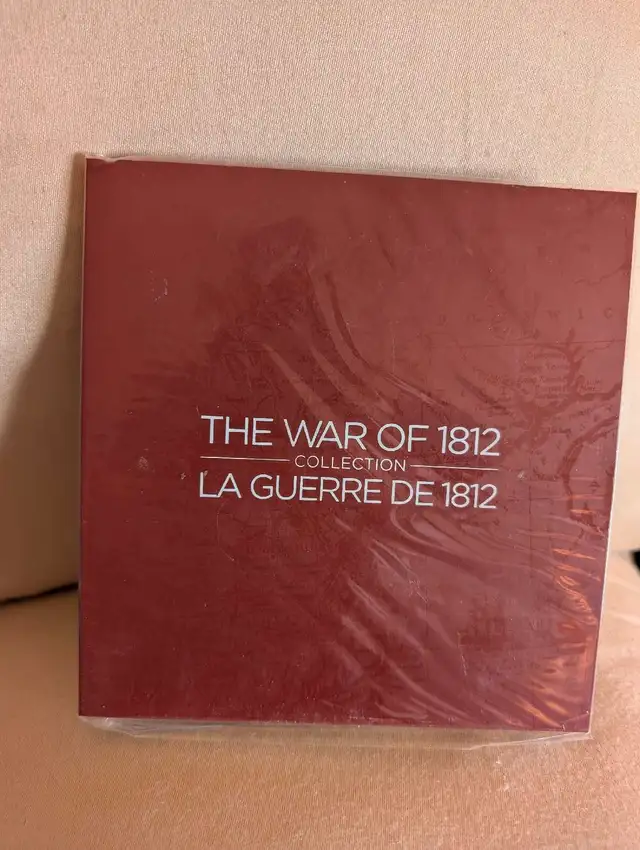 THE WAR OF 1812
COLLECTION
LA GUERRE DE 1812